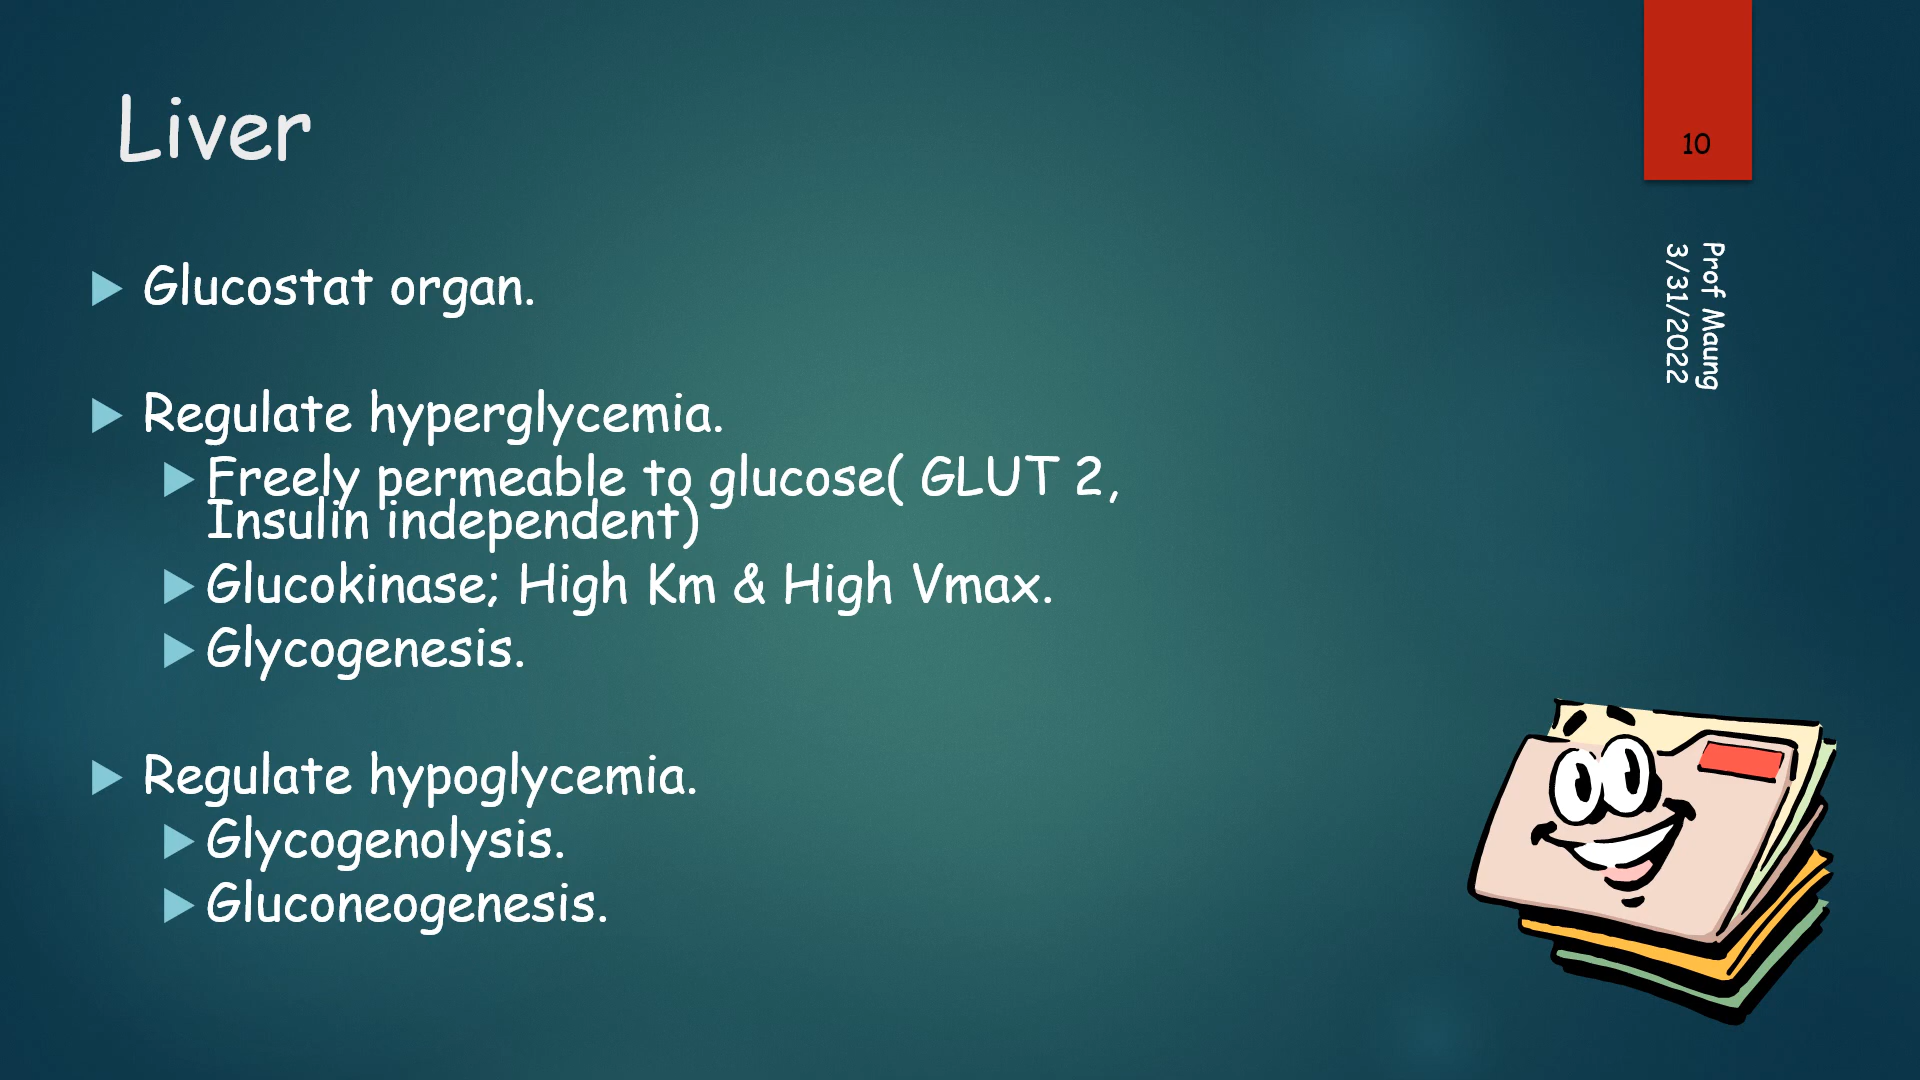 Liver
10
Prof Maung
3/31/2022
Glucostat organ.
Regulate hyperglycemia.
Freely permeable to glucose( GLUT 2,
Insulin independent)
Glucokinase; High Km & High Vmax.
Glycogenesis.
Regulate hypoglycemia.
Glycogenolysis.
Gluconeogenesis.